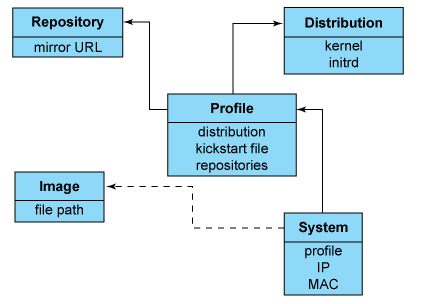 Repository
mirror URL
Distribution
kernel
initrd
Profile
distribution
kickstart file
repositories
Image
file path
System
profile
IP
MAC